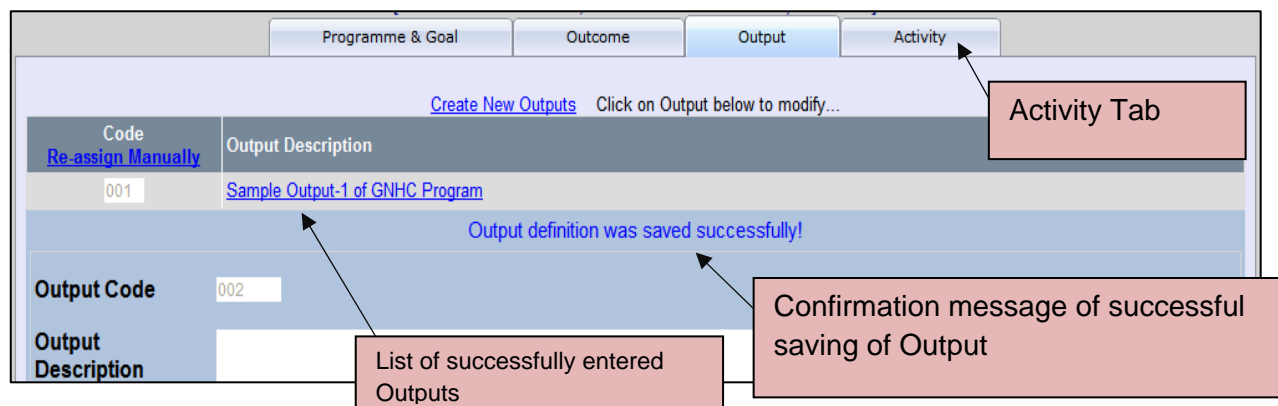 Programme & Goal Outcome Output Activity
Activity Tab
Create New Outputs Click on Output below to modify...
Code
Re-assign Manually
Output Description
001 Sample Output-1 of GNHC Program
Output definition was saved successfully!
Output Code 002
Confirmation message of successful
saving of Output
Output
Description
List of successfully entered
Outputs